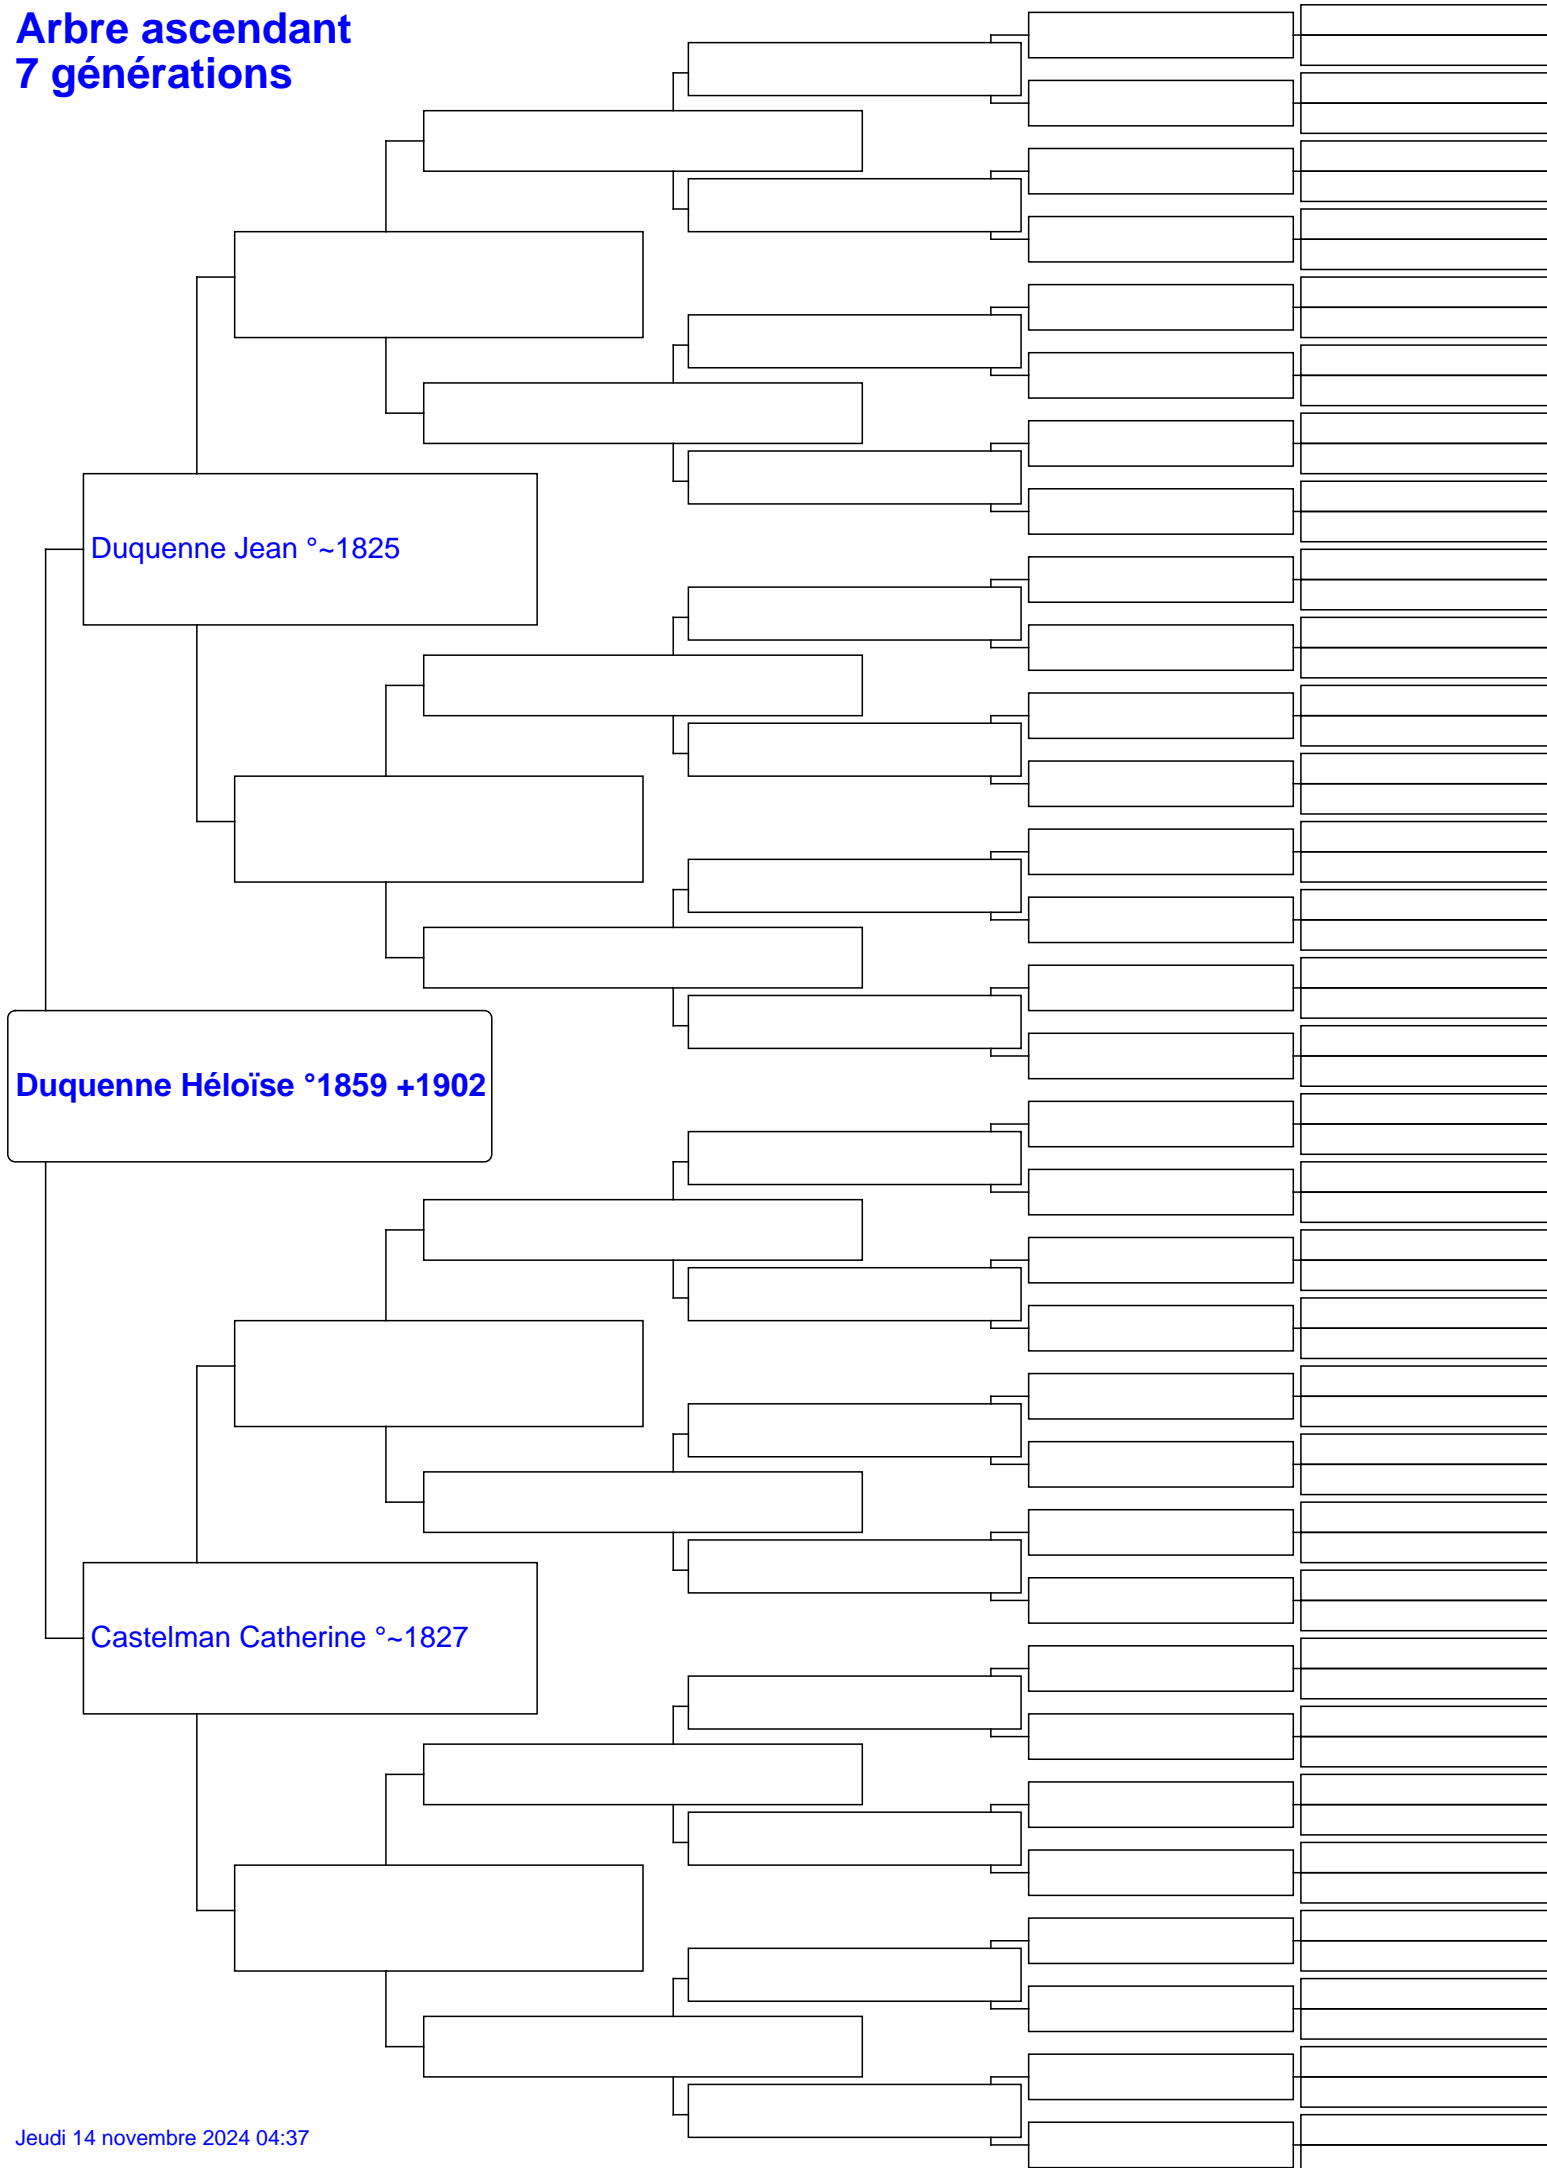 Arbre ascendant
7 générations
Duquenne Jean °~1825
Duquenne Héloïse °1859 +1902
Castelman Catherine °~1827
Jeudi 14 novembre 2024 04:37